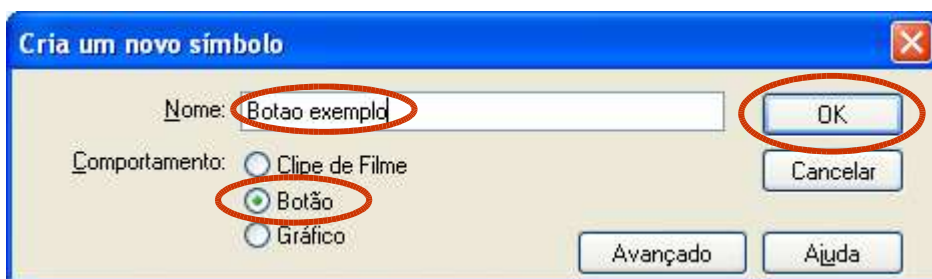 Cria um novo símbolo
Nome: Botao exemplo OK
Comportamento: Clipe de Filme Cancelar
Botão
Gráfico
Avançado Ajuda